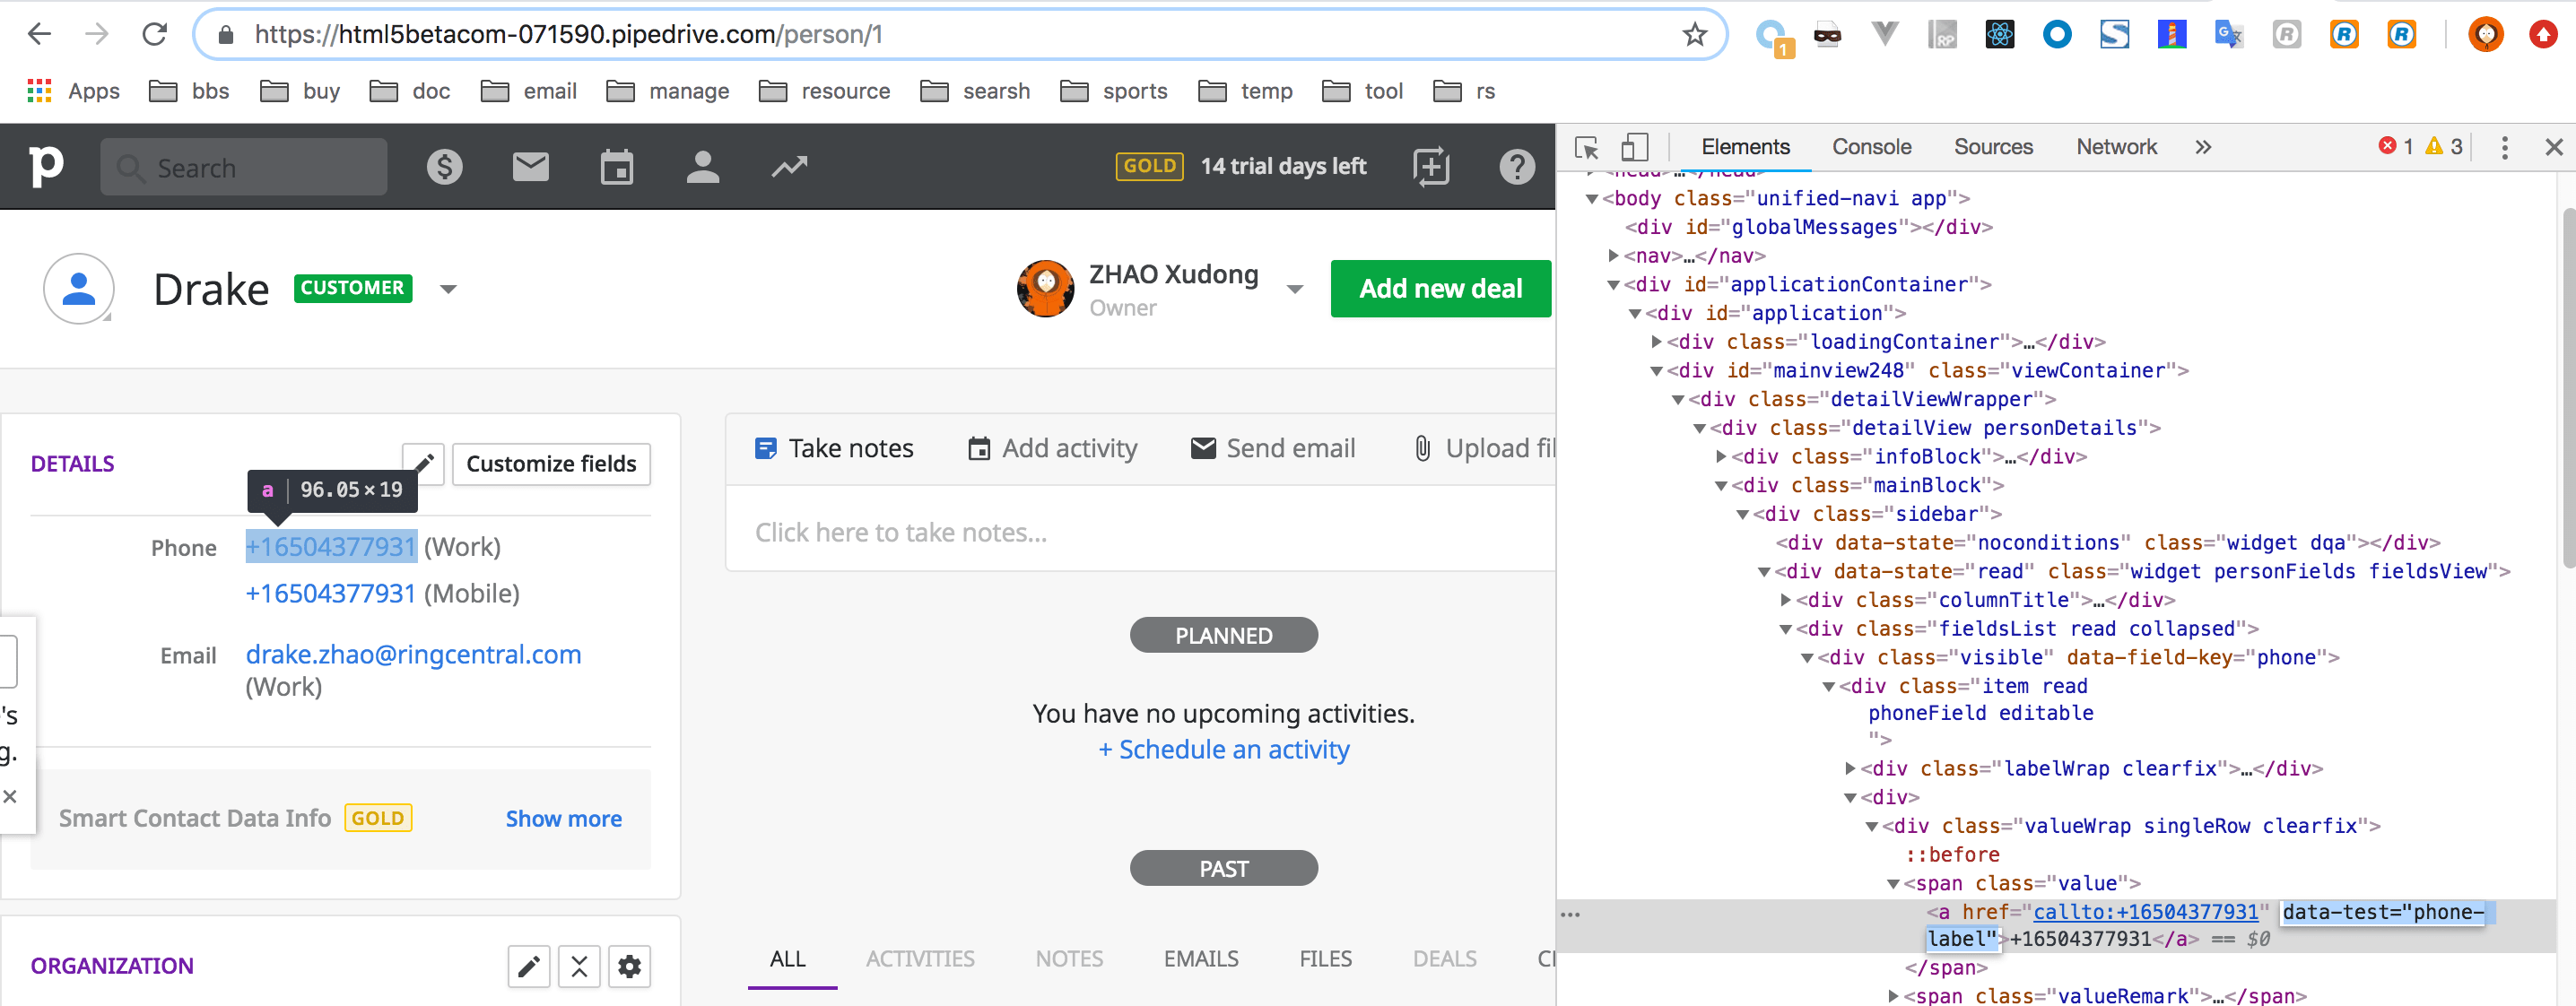 https://html5betacom-071590.pipedrive.com/person/1
1
RP
G
Apps bbs buy doc email manage resource searsh sports temp tool rs
p Search GOLD 14 trial days left ?
Drake CUSTOMER ZHAO Xudong Owner Add new deal
DETAILS Customize fields
a 96.05×19
Phone +16504377931 (Work)
+16504377931 (Mobile)
Email drake.zhao@ringcentral.com
(Work)
's
g.
×
Smart Contact Data Info GOLD Show more
ORGANIZATION
Take notes Add activity Send email Upload fil
Click here to take notes...
PLANNED
You have no upcoming activities.
+ Schedule an activity
PAST
ALL ACTIVITIES NOTES EMAILS FILES DEALS
Elements Console Sources Network » 1 3
<head>…</head>
<body class="unified-navi app">
<div id="globalMessages"></div>
<nav>…</nav>
<div id="applicationContainer">
<div id="application">
<div class="loadingContainer">…</div>
<div id="mainview248" class="viewContainer">
<div class="detailViewWrapper">
<div class="detailView personDetails">
<div class="infoBlock">…</div>
<div class="mainBlock">
<div class="sidebar">
<div data-state="noconditions" class="widget dqa"></div>
<div data-state="read" class="widget personFields fieldsView">
<div class="columnTitle">…</div>
<div class="fieldsList read collapsed">
<div class="visible" data-field-key="phone">
<div class="item read
phoneField editable
">
<div class="labelWrap clearfix">…</div>
<div>
<div class="valueWrap singleRow clearfix">
::before
<span class="value">
… <a href="callto:+16504377931" data-test="phone-
label">+16504377931</a> == $0
</span>
<span class="valueRemark">…</span>